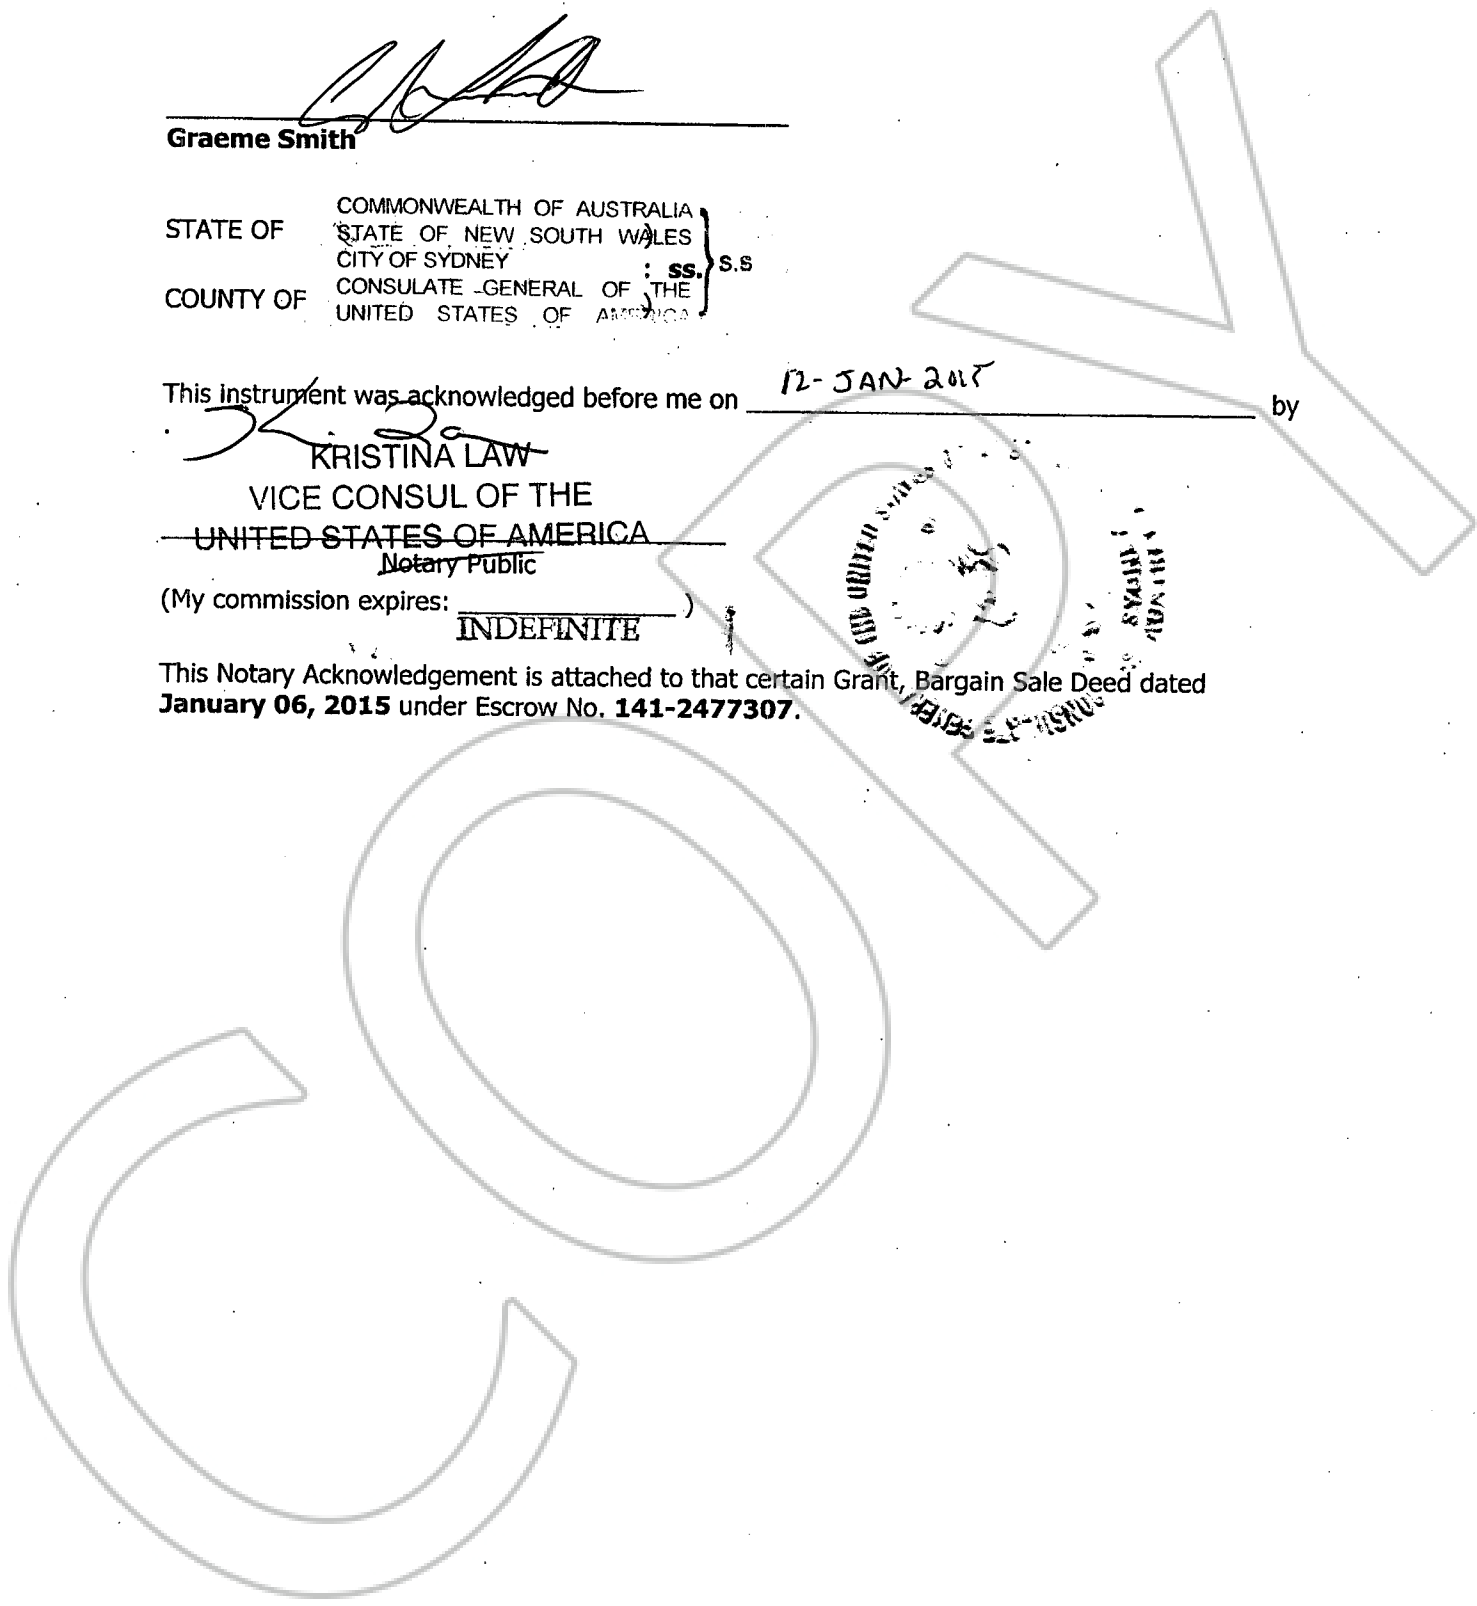 Graeme Smith
STATE OF
COUNTY OF
COMMONWEALTH OF AUSTRALIA
STATE OF NEW SOUTH WALES
CITY OF SYDNEY
CONSULATE -GENERAL OF THE
UNITED STATES OF AMERICA
)
: ss.
)
S.S
This instrument was acknowledged before me on 12-JAN-2015 by
KRISTINA LAW
VICE CONSUL OF THE
UNITED STATES OF AMERICA
Notary Public
(My commission expires: )
INDEFINITE
This Notary Acknowledgement is attached to that certain Grant, Bargain Sale Deed dated
January 06, 2015 under Escrow No. 141-2477307.
COPY